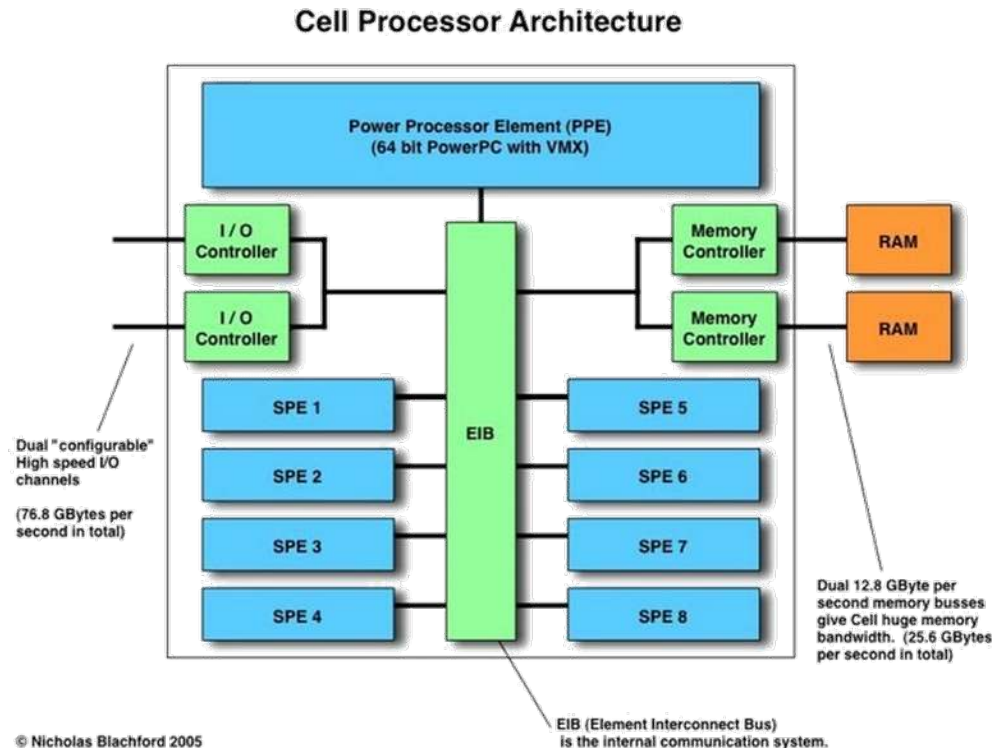 Cell Processor Architecture
Power Processor Element (PPE)
(64 bit PowerPC with VMX)
I / O
Controller
I / O
Controller
Memory
Controller
Memory
Controller
RAM
RAM
EIB
SPE 1
SPE 2
SPE 3
SPE 4
SPE 5
SPE 6
SPE 7
SPE 8
Dual "configurable"
High speed I/O
channels
(76.8 GBytes per
second in total)
Dual 12.8 GByte per
second memory busses
give Cell huge memory
bandwidth. (25.6 GBytes
per second in total)
EIB (Element Interconnect Bus)
is the internal communication system.
© Nicholas Blachford 2005